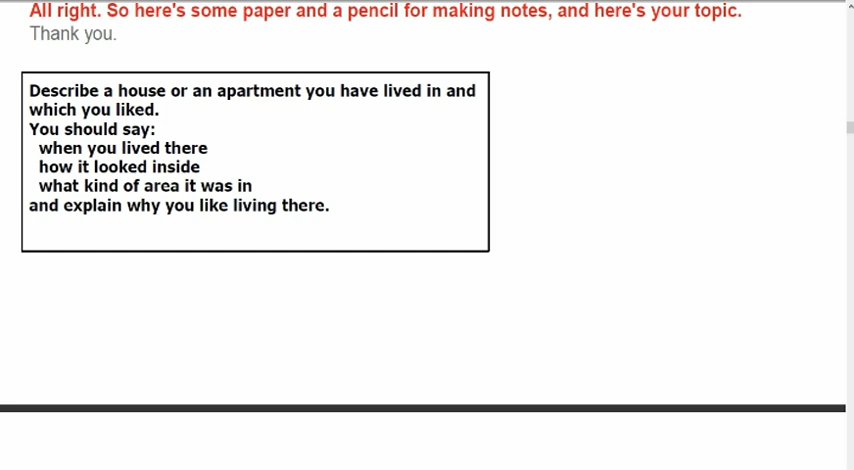 All right. So here's some paper and a pencil for making notes, and here's your topic.
Thank you.
Describe a house or an apartment you have lived in and
which you liked.
You should say:
when you lived there
how it looked inside
what kind of area it was in
and explain why you like living there.